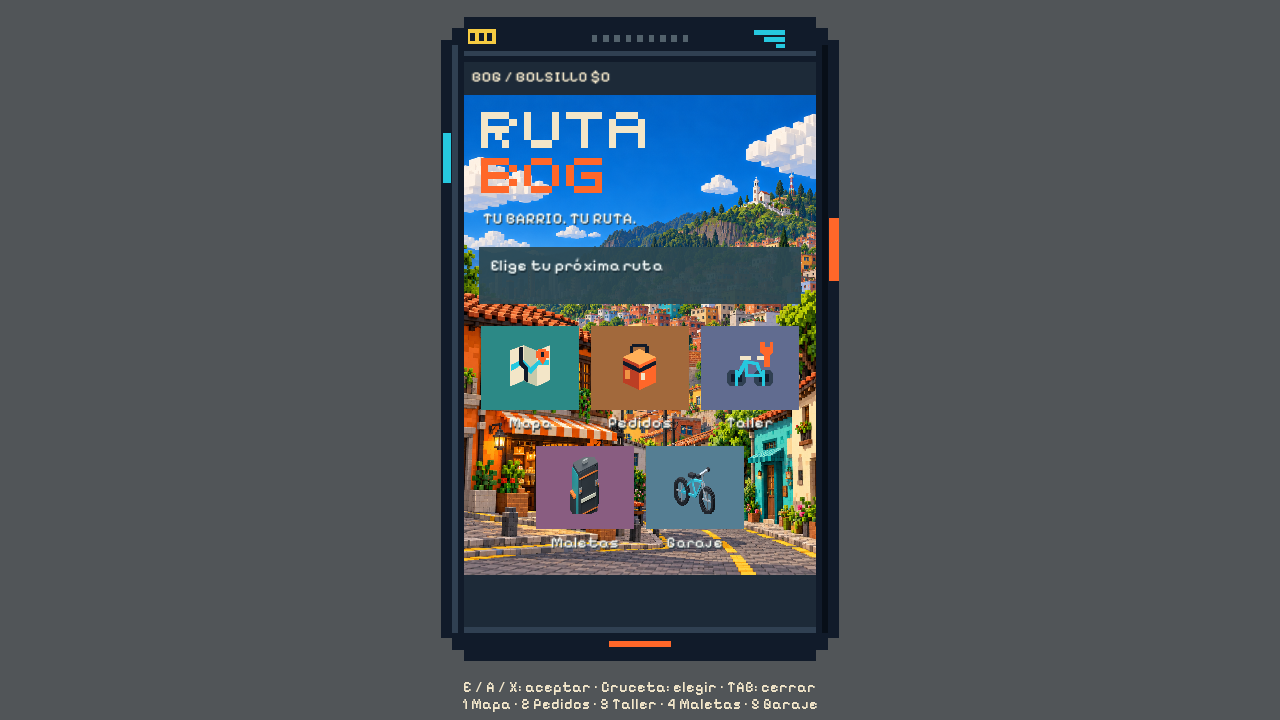 BOG / BOLSILLO $0
RUTA
BOG
TU BARRIO. TU RUTA.
Elige tu próxima ruta
Mapa
Pedidos
Taller
Maletas
Garaje
E / A / X: aceptar · Cruceta: elegir · TAB: cerrar
1 Mapa · 2 Pedidos · 3 Taller · 4 Maletas · 5 Garaje